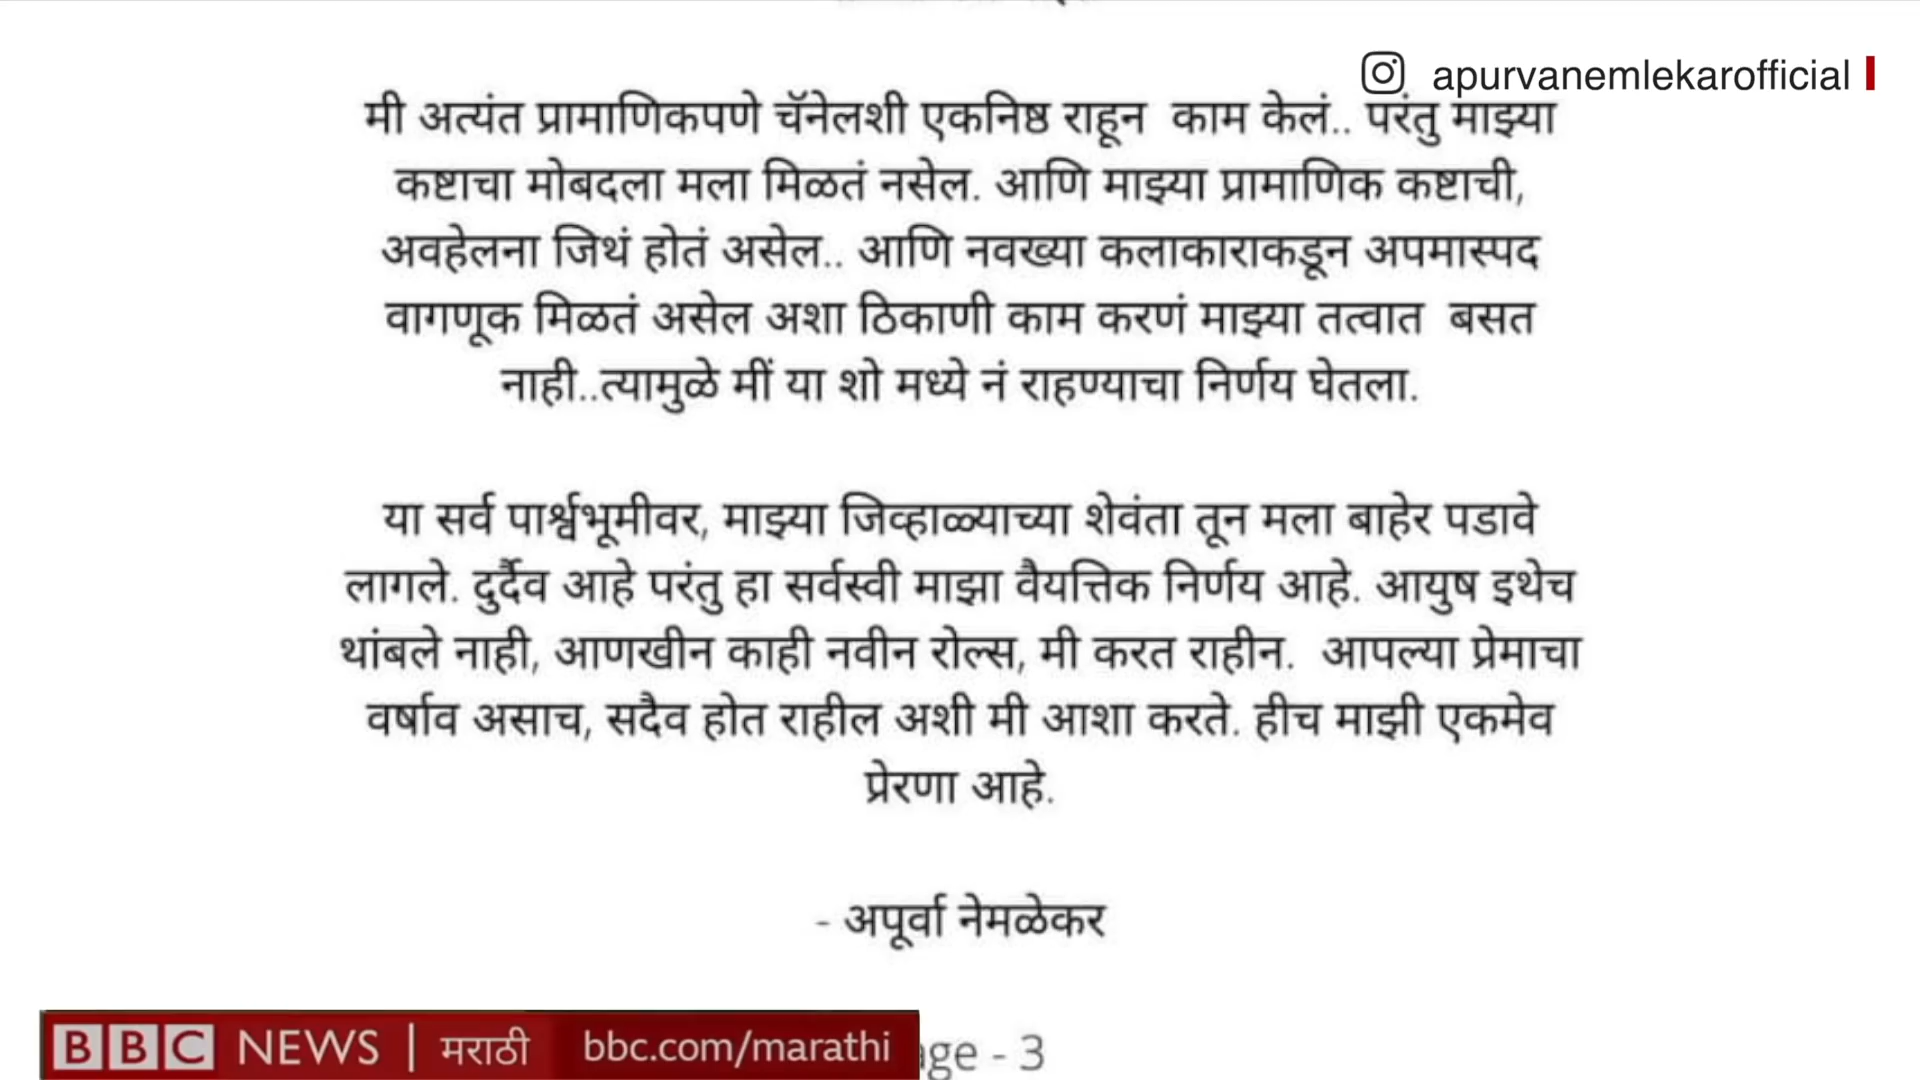 apurvanemlekarofficial
मी अत्यंत प्रामाणिकपणे चॅनेलशी एकनिष्ठ राहून काम केलं.. परंतु माझ्या
कष्टाचा मोबदला मला मिळतं नसेल. आणि माझ्या प्रामाणिक कष्टाची,
अवहेलना जिथं होतं असेल.. आणि नवख्या कलाकाराकडून अपमास्पद
वागणूक मिळतं असेल अशा ठिकाणी काम करणं माझ्या तत्वात बसत
नाही..त्यामुळे मीं या शो मध्ये नं राहण्याचा निर्णय घेतला.
या सर्व पार्श्वभूमीवर, माझ्या जिव्हाळ्याच्या शेवंता तून मला बाहेर पडावे
लागले. दुर्दैव आहे परंतु हा सर्वस्वी माझा वैयत्तिक निर्णय आहे. आयुष इथेच
थांबले नाही, आणखीन काही नवीन रोल्स, मी करत राहीन. आपल्या प्रेमाचा
वर्षाव असाच, सदैव होत राहील अशी मी आशा करते. हीच माझी एकमेव
प्रेरणा आहे.
- अपूर्वा नेमळेकर
BBC NEWS | मराठी bbc.com/marathi
age - 3